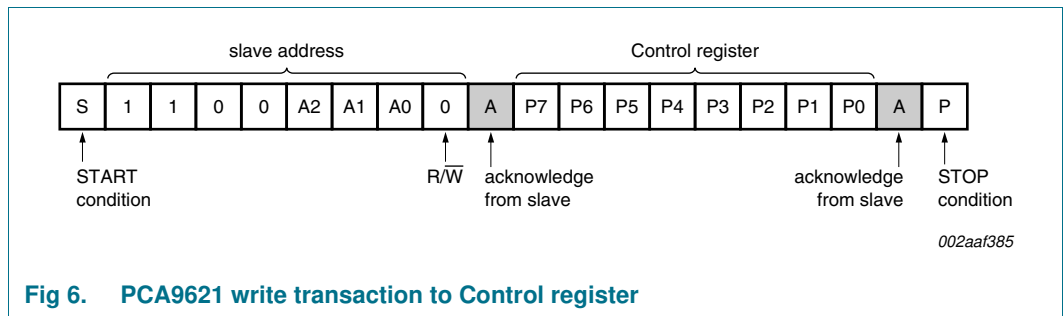 slave address Control register
S 1 1 0 0 A2 A1 A0 0 A P7 P6 P5 P4 P3 P2 P1 P0 A P
START condition
R/W̅
acknowledge from slave
acknowledge from slave
STOP condition
002aaf385
Fig 6. PCA9621 write transaction to Control register